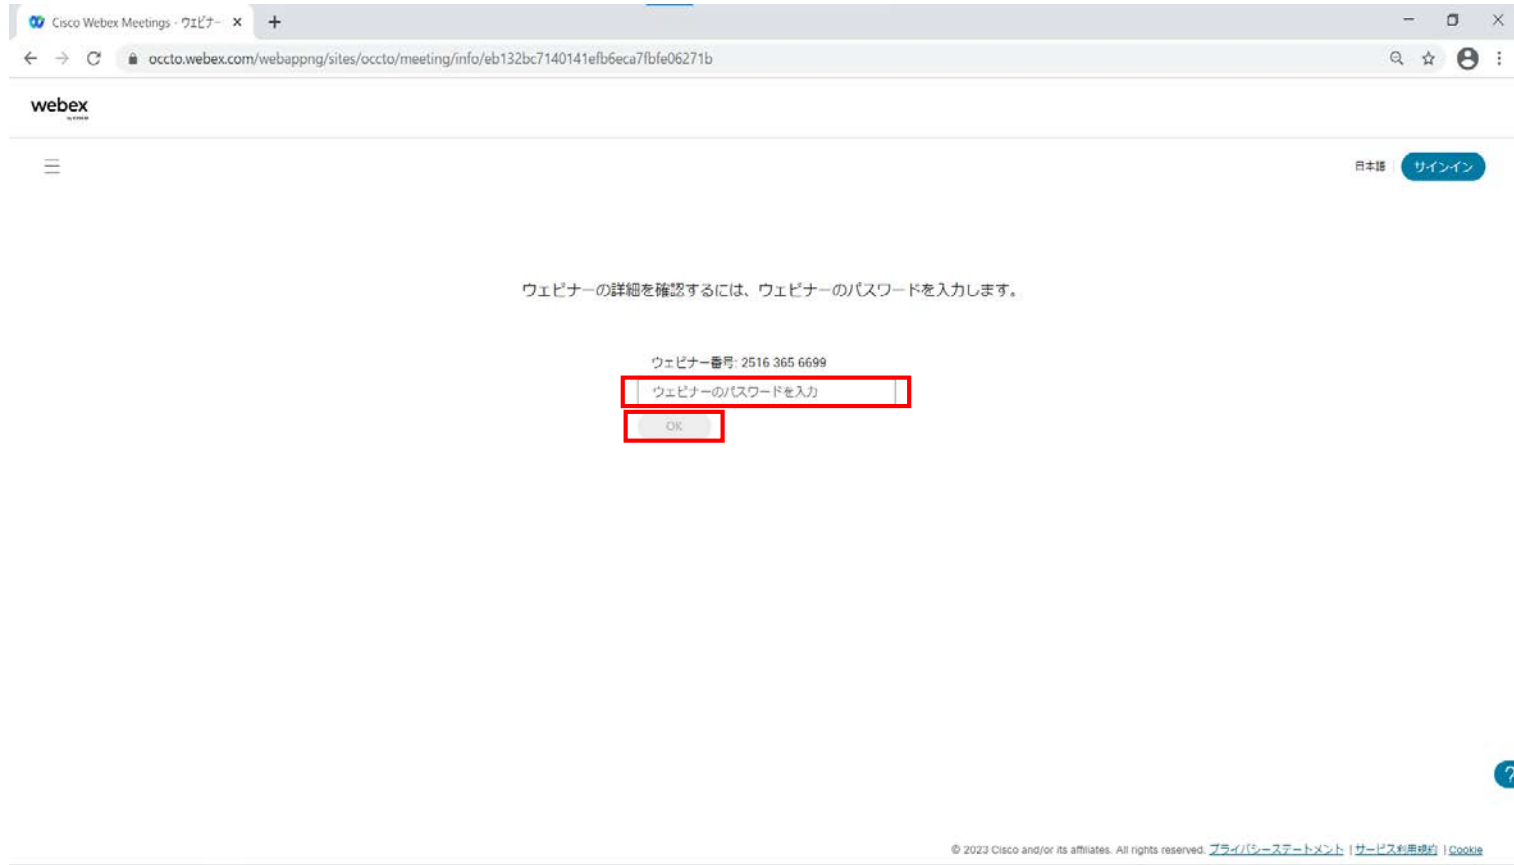 Cisco Webex Meetings - ウェビナー
occto.webex.com/webappng/sites/occto/meeting/info/eb132bc7140141efb6eca7fbfe06271b
webex
by CISCO
日本語 サインイン
ウェビナーの詳細を確認するには、ウェビナーのパスワードを入力します。
ウェビナー番号: 2516 365 6699
ウェビナーのパスワードを入力
OK
?
© 2023 Cisco and/or its affiliates. All rights reserved. プライバシーステートメント | サービス利用規約 | Cookie